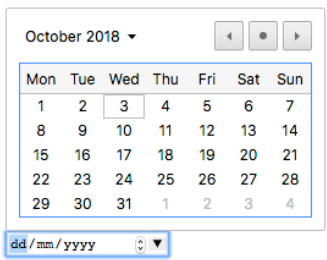 October 2018
Mon Tue Wed Thu Fri Sat Sun
1 2 3 4 5 6 7
8 9 10 11 12 13 14
15 16 17 18 19 20 21
22 23 24 25 26 27 28
29 30 31 1 2 3 4
dd/mm/yyyy